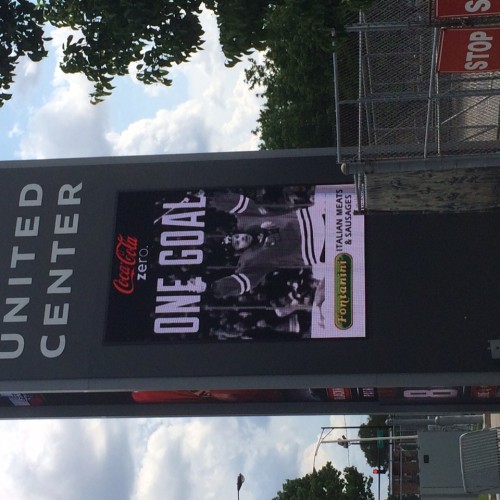 UNITED
CENTER
Coca-Cola
zero.
ONE GOAL
Fontanini
ITALIAN MEATS
& SAUSAGES
STOP